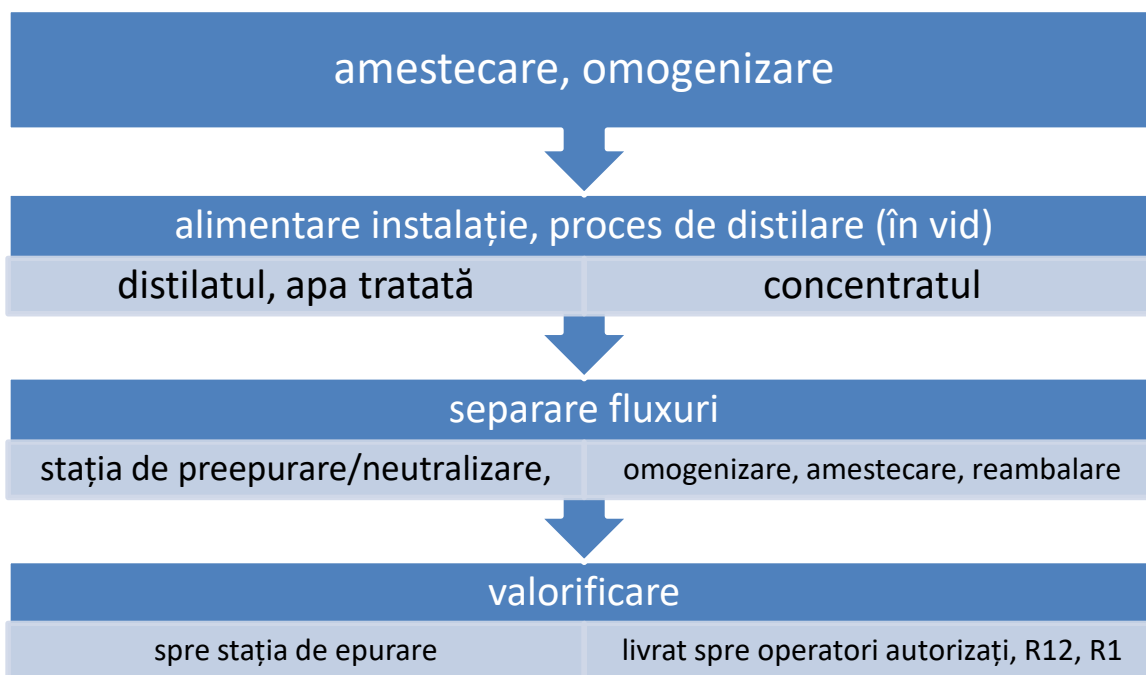 amestecare, omogenizare
alimentare instalație, proces de distilare (în vid)
distilatul, apa tratată
concentratul
separare fluxuri
stația de preepurare/neutralizare,
omogenizare, amestecare, reambalare
valorificare
spre stația de epurare
livrat spre operatori autorizați, R12, R1